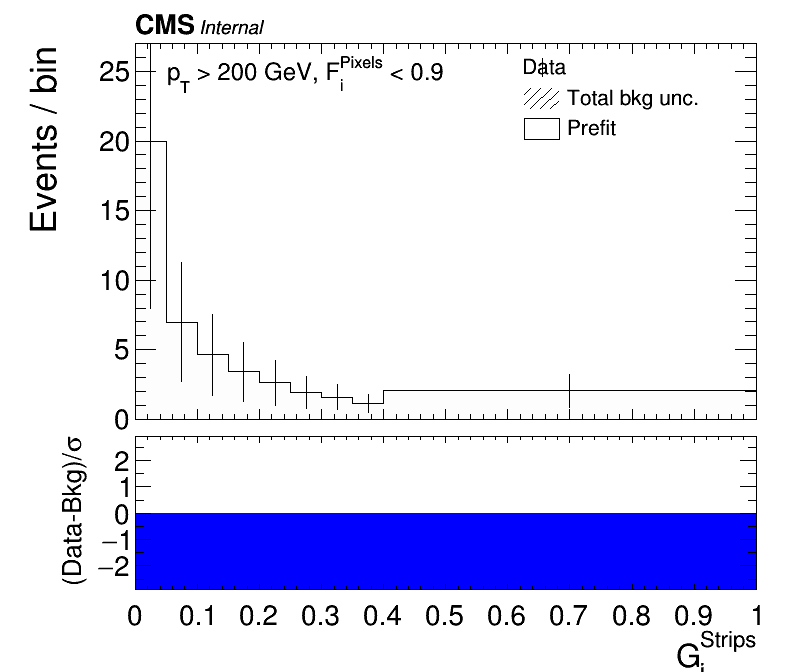 CMS Internal
Events / bin
p_T > 200 GeV, F_i^Pixels < 0.9
Data
Total bkg unc.
Prefit
25
20
15
10
5
0
(Data-Bkg)/σ
2
1
0
−1
−2
0 0.1 0.2 0.3 0.4 0.5 0.6 0.7 0.8 0.9 1
G_i^Strips